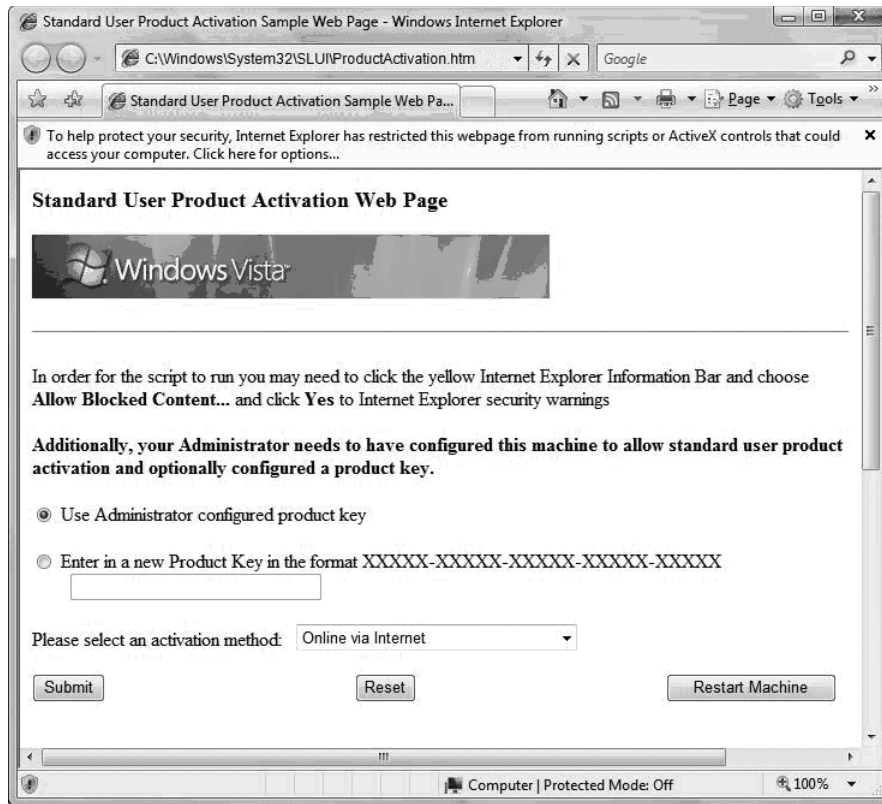 Standard User Product Activation Sample Web Page - Windows Internet Explorer
C:\Windows\System32\SLUI\ProductActivation.htm
Google
Standard User Product Activation Sample Web Pa...
Page
Tools
To help protect your security, Internet Explorer has restricted this webpage from running scripts or ActiveX controls that could
access your computer. Click here for options...
Standard User Product Activation Web Page
Windows Vista™
In order for the script to run you may need to click the yellow Internet Explorer Information Bar and choose
Allow Blocked Content... and click Yes to Internet Explorer security warnings
Additionally, your Administrator needs to have configured this machine to allow standard user product
activation and optionally configured a product key.
Use Administrator configured product key
Enter in a new Product Key in the format XXXXX-XXXXX-XXXXX-XXXXX-XXXXX
Please select an activation method:
Online via Internet
Submit
Reset
Restart Machine
Computer | Protected Mode: Off
100%